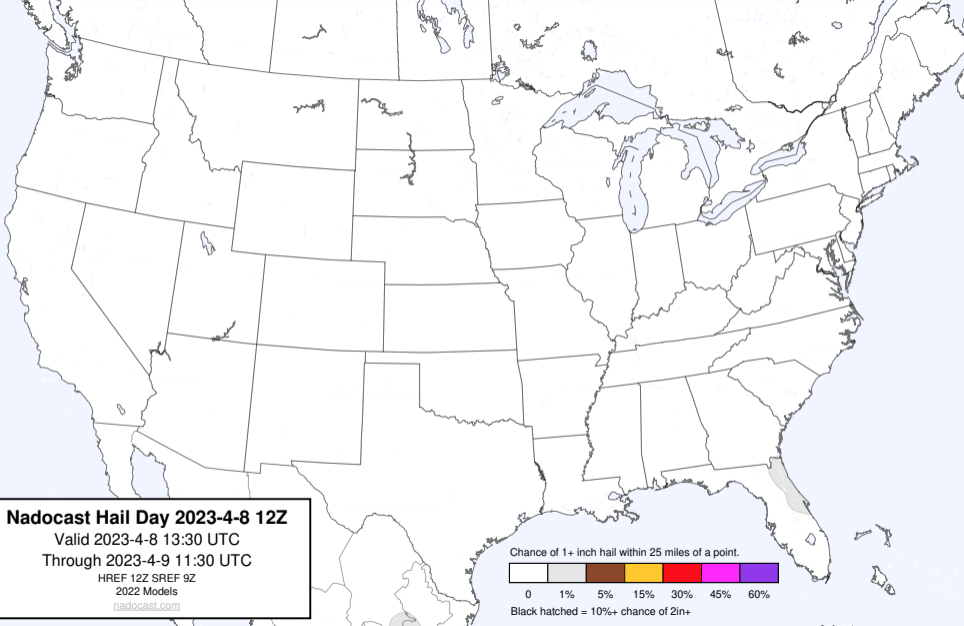 Nadocast Hail Day 2023-4-8 12Z
Valid 2023-4-8 13:30 UTC
Through 2023-4-9 11:30 UTC
HREF 12Z SREF 9Z
2022 Models
nadocast.com
Chance of 1+ inch hail within 25 miles of a point.
0 1% 5% 15% 30% 45% 60%
Black hatched = 10%+ chance of 2in+